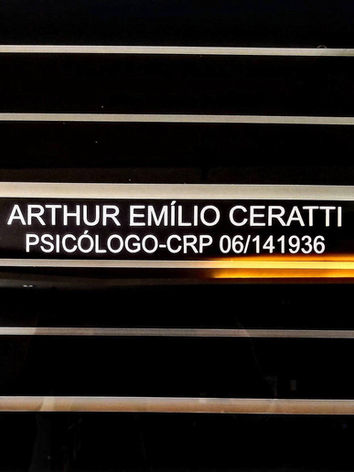 ARTHUR EMÍLIO CERATTI
PSICÓLOGO-CRP 06/141936